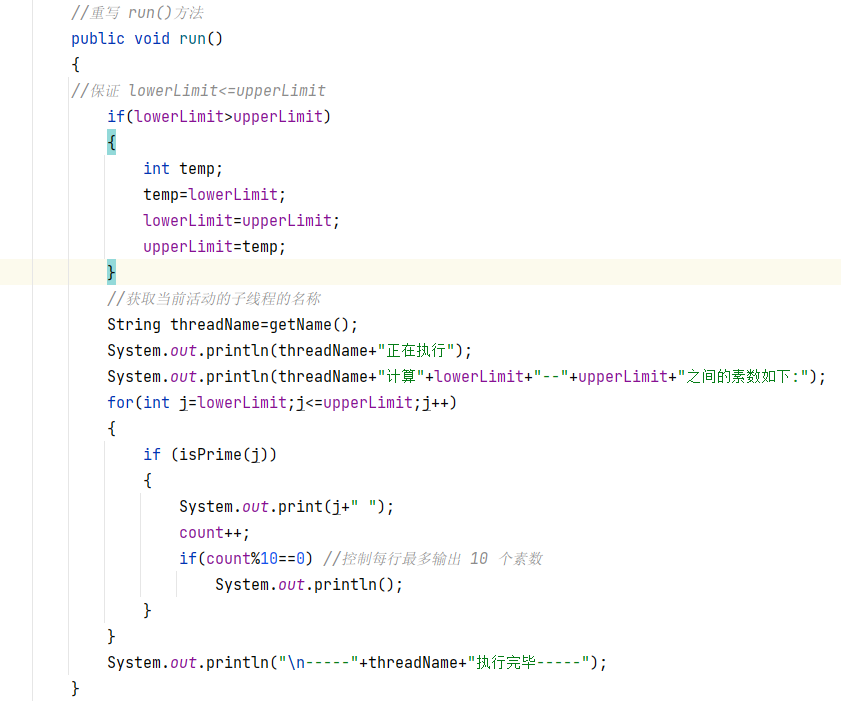 //重写 run()方法
public void run()
{
//保证 lowerLimit<=upperLimit
if(lowerLimit>upperLimit)
{
int temp;
temp=lowerLimit;
lowerLimit=upperLimit;
upperLimit=temp;
}
//获取当前活动的子线程的名称
String threadName=getName();
System.out.println(threadName+"正在执行");
System.out.println(threadName+"计算"+lowerLimit+"--"+upperLimit+"之间的素数如下:");
for(int j=lowerLimit;j<=upperLimit;j++)
{
if (isPrime(j))
{
System.out.print(j+" ");
count++;
if(count%10==0) //控制每行最多输出 10 个素数
System.out.println();
}
}
System.out.println("\n-----"+threadName+"执行完毕-----");
}